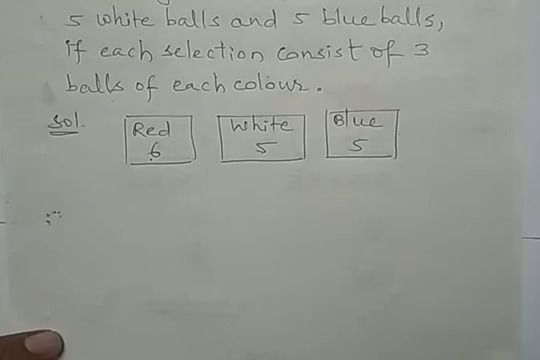 5 white balls and 5 blue balls,
if each selection consist of 3
balls of each colour.
Sol. Red White Blue
6 5 5